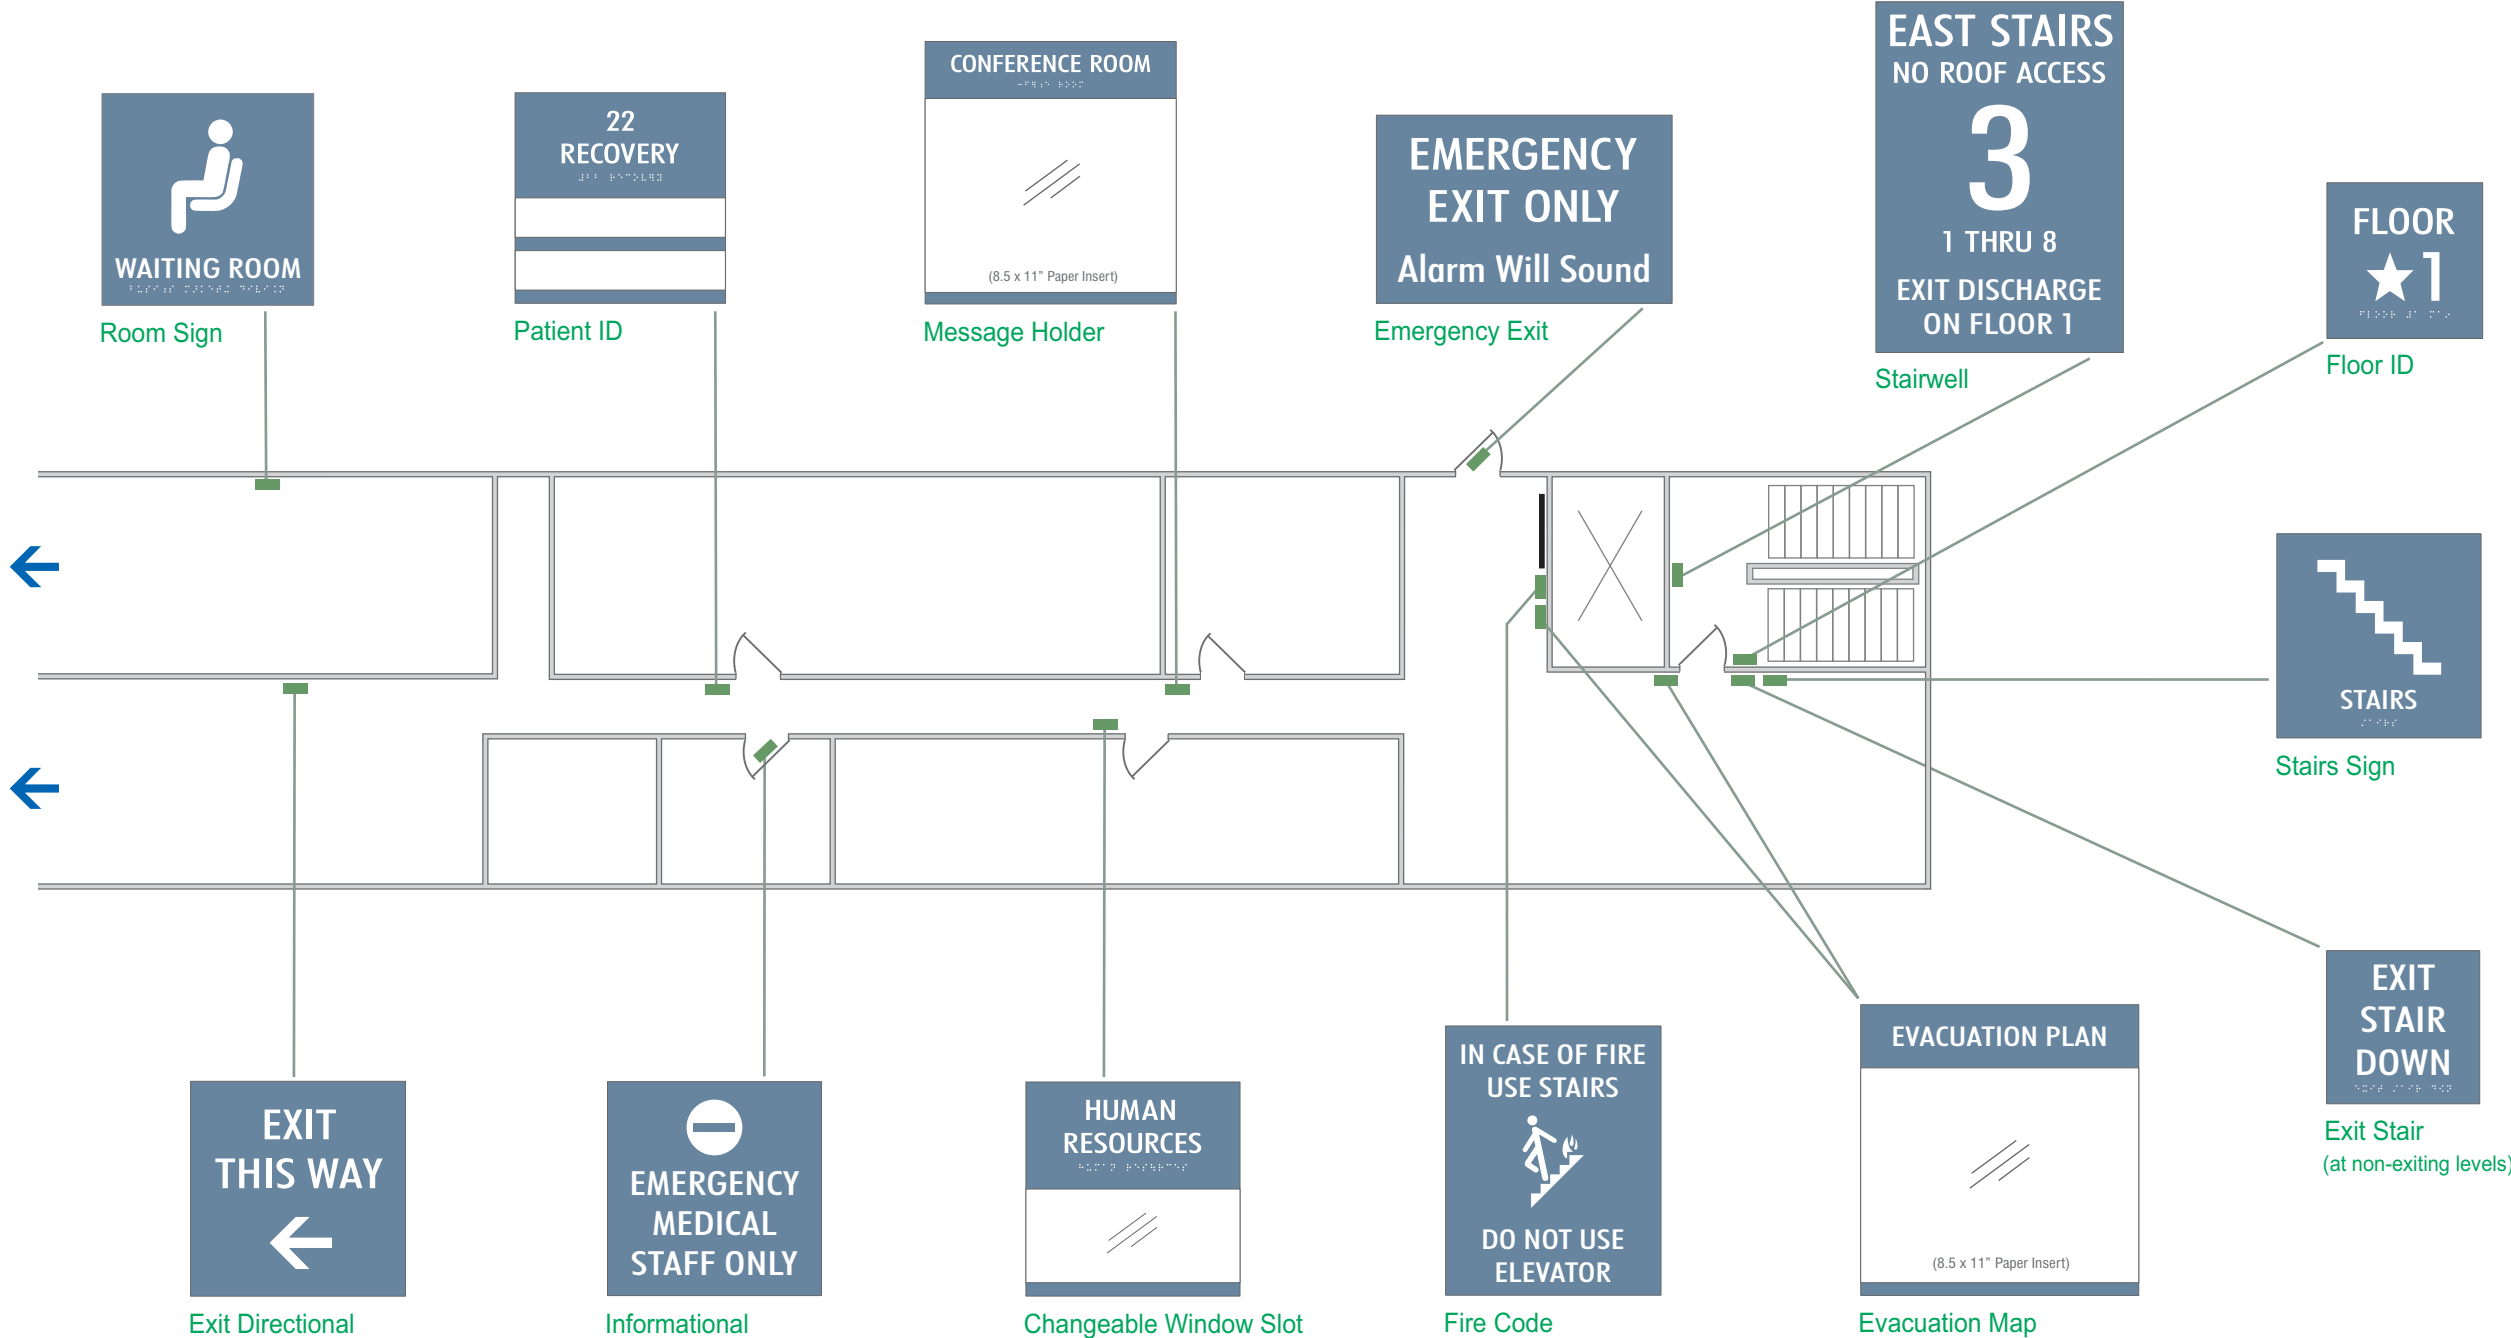 WAITING ROOM
Room Sign
22
RECOVERY
Patient ID
CONFERENCE ROOM
(8.5 x 11” Paper Insert)
Message Holder
EMERGENCY
EXIT ONLY
Alarm Will Sound
Emergency Exit
EAST STAIRS
NO ROOF ACCESS
3
1 THRU 8
EXIT DISCHARGE
ON FLOOR 1
Stairwell
FLOOR
★1
Floor ID
STAIRS
Stairs Sign
EXIT
THIS WAY
Exit Directional
EMERGENCY
MEDICAL
STAFF ONLY
Informational
HUMAN
RESOURCES
Changeable Window Slot
IN CASE OF FIRE
USE STAIRS
DO NOT USE
ELEVATOR
Fire Code
EVACUATION PLAN
(8.5 x 11” Paper Insert)
Evacuation Map
EXIT
STAIR
DOWN
Exit Stair
(at non-exiting levels)